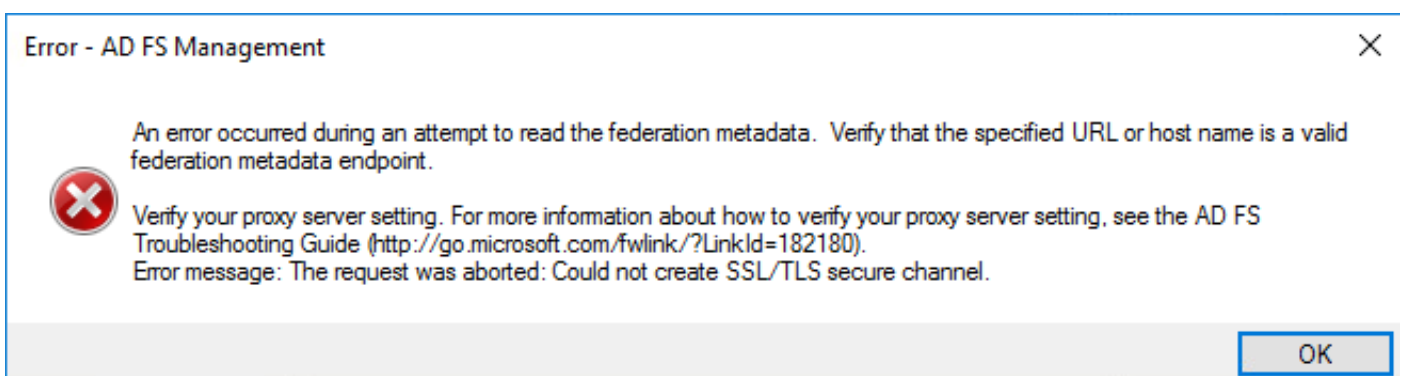 Error - AD FS Management
An error occurred during an attempt to read the federation metadata.  Verify that the specified URL or host name is a valid
federation metadata endpoint.
Verify your proxy server setting. For more information about how to verify your proxy server setting, see the AD FS
Troubleshooting Guide (http://go.microsoft.com/fwlink/?LinkId=182180).
Error message: The request was aborted: Could not create SSL/TLS secure channel.
OK